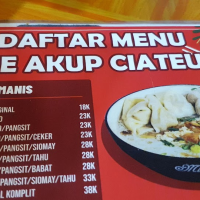 DAFTAR MENU
E AKUP CIATEU
MANIS
GINAL 18K
O 23K
/PANGSIT 23K
/PANGSIT/CEKER 23K
/PANGSIT/SIOMAY 28K
/PANGSIT/TAHU 28K
/PANGSIT/BABAT 28K
PANGSIT/SIOMAY/TAHU 33K
L KOMPLIT 38K